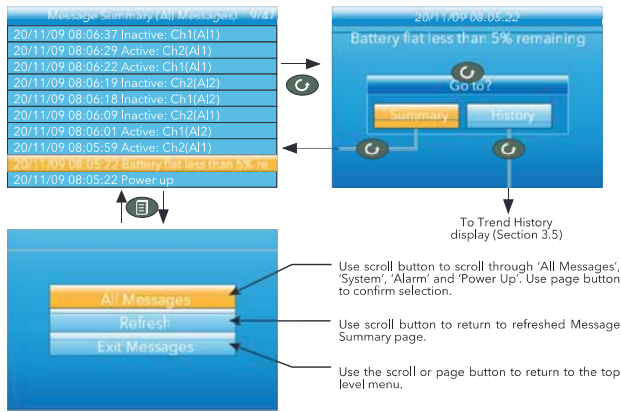 Message Summary (All Messages) 9/47
20/11/09 08:06:37 Inactive: Ch1(Al1)
20/11/09 08:06:29 Active: Ch2(Al1)
20/11/09 08:06:22 Active: Ch1(Al1)
20/11/09 08:06:19 Inactive: Ch2(Al2)
20/11/09 08:06:18 Inactive: Ch1(Al2)
20/11/09 08:06:09 Inactive: Ch2(Al1)
20/11/09 08:06:01 Active: Ch1(Al2)
20/11/09 08:05:59 Active: Ch2(Al1)
20/11/09 08:05:22 Battery flat less than 5% re
20/11/09 08:05:22 Power up
20/11/09 08:05:22
Battery flat less than 5% remaining
Go to?
Summary
History
To Trend History
display (Section 3.5)
All Messages
Refresh
Exit Messages
Use scroll button to scroll through ‘All Messages’,
‘System’, ‘Alarm’ and ‘Power Up’. Use page button
to confirm selection.
Use scroll button to return to refreshed Message
Summary page.
Use the scroll or page button to return to the top
level menu.